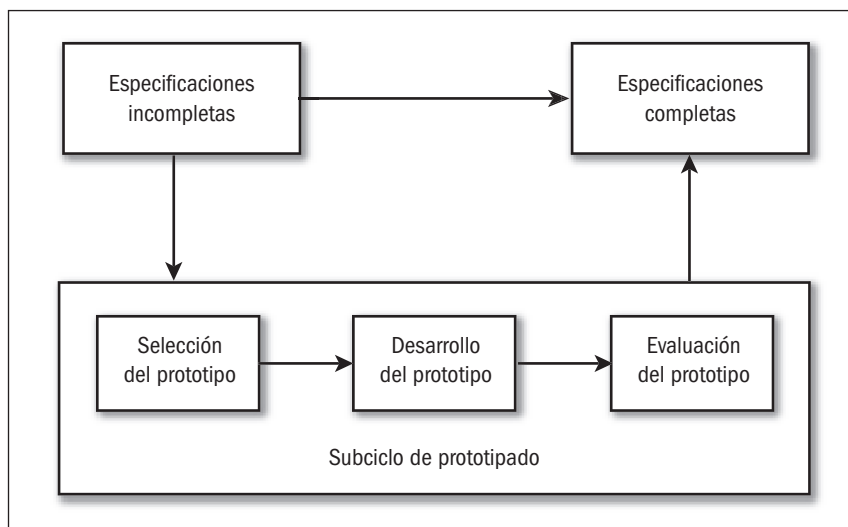 Especificaciones
incompletas
Especificaciones
completas
Selección
del prototipo
Desarrollo
del prototipo
Evaluación
del prototipo
Subciclo de prototipado